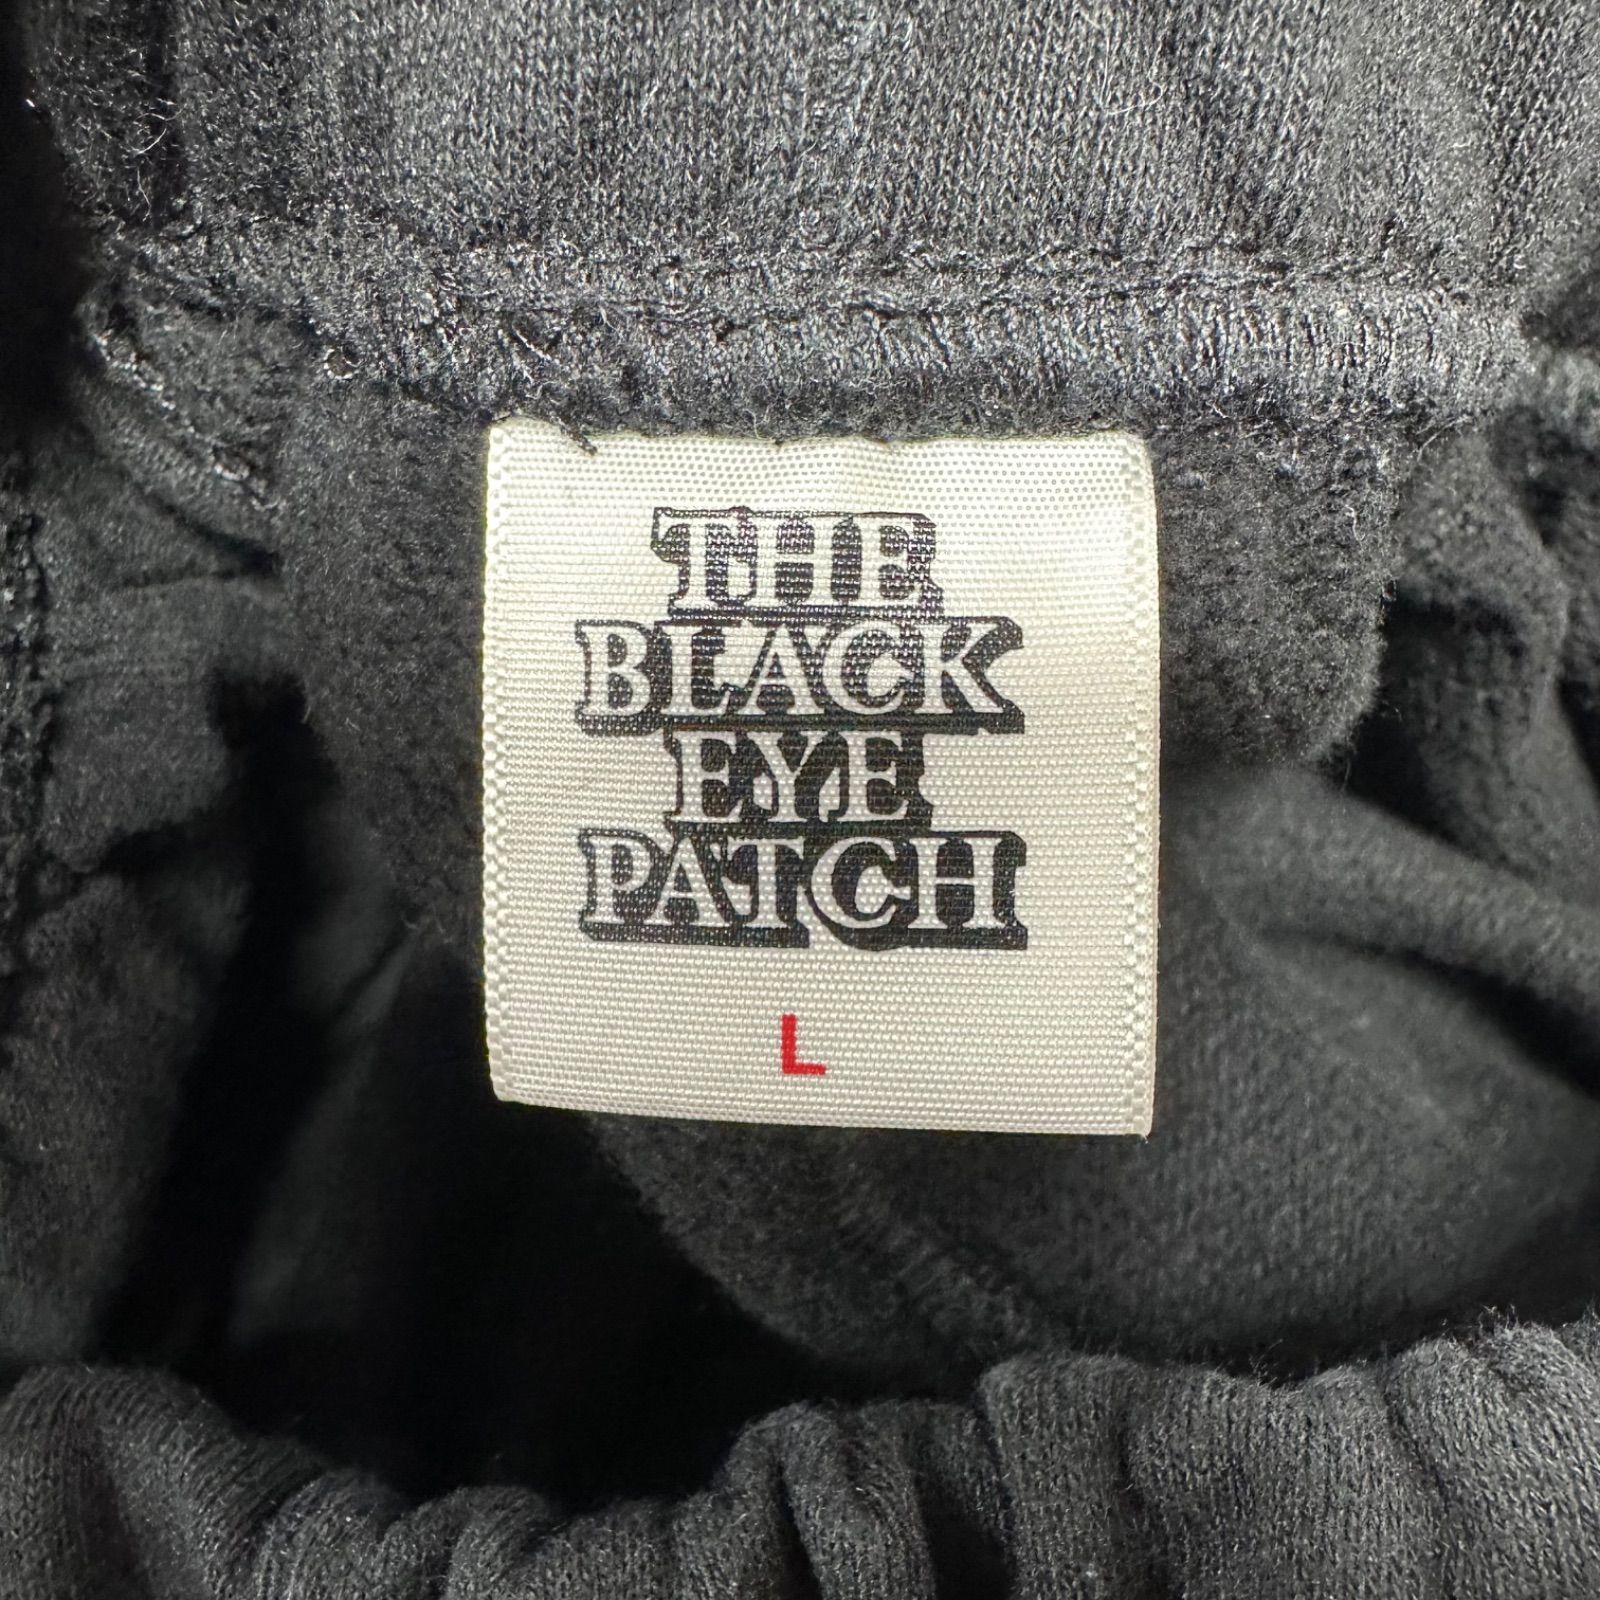 THE
BLACK
EYE
PATCH
L